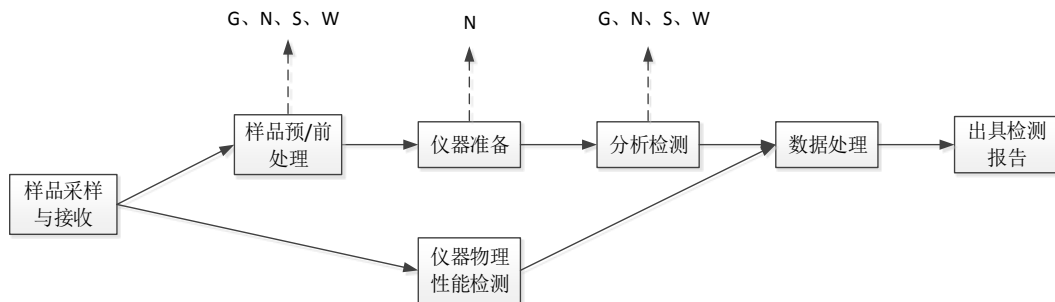 G、N、S、W
N
G、N、S、W
样品预/前
处理
仪器准备
分析检测
数据处理
出具检测
报告
样品采样
与接收
仪器物理
性能检测